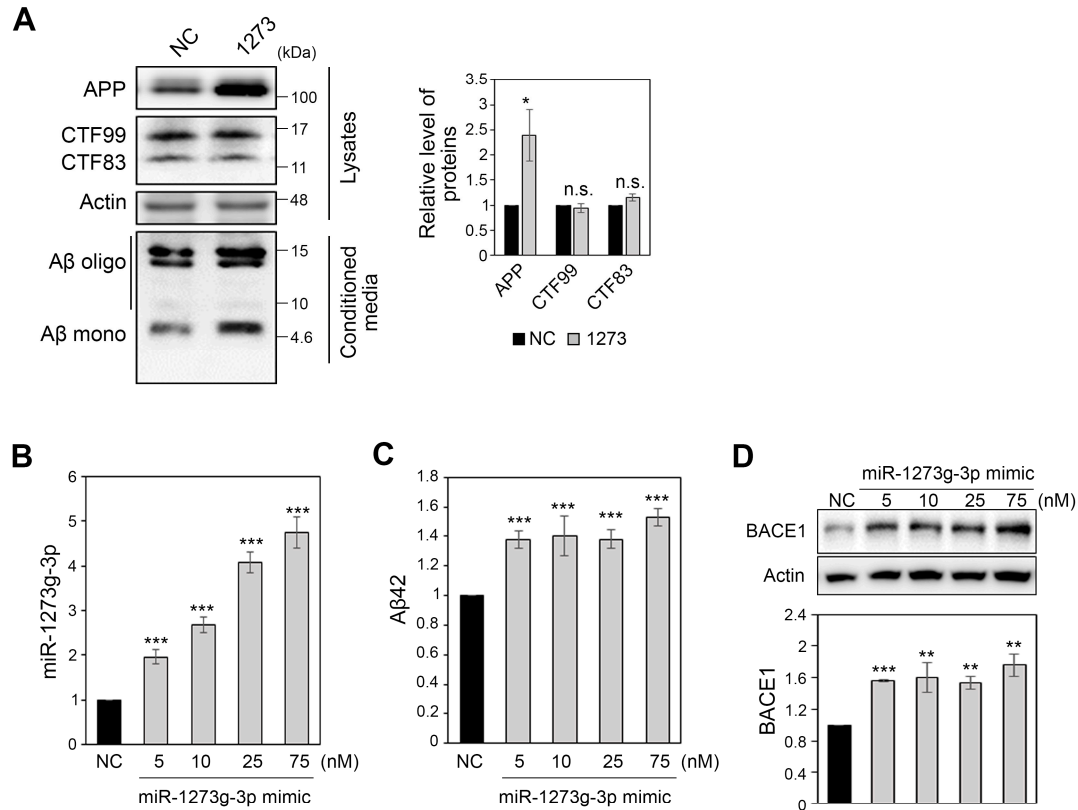 A
NC 1273 (kDa)
APP
100
CTF99
17
CTF83
11
Actin
48
Lysates
Aβ oligo
15
10
Aβ mono
4.6
Conditioned
media
Relative level of
proteins
3.5
3
2.5
2
1.5
1
0.5
0
*
n.s.
n.s.
APP CTF99 CTF83
NC 1273
B
miR-1273g-3p
6
5
4
3
2
1
0
***
***
***
***
NC 5 10 25 75 (nM)
miR-1273g-3p mimic
C
Aβ42
1.8
1.6
1.4
1.2
1
0.8
0.6
0.4
0.2
0
***
***
***
***
NC 5 10 25 75 (nM)
miR-1273g-3p mimic
D
miR-1273g-3p mimic
NC 5 10 25 75 (nM)
BACE1
Actin
BACE1
2.4
2
1.6
1.2
0.8
0.4
0
***
**
**
**